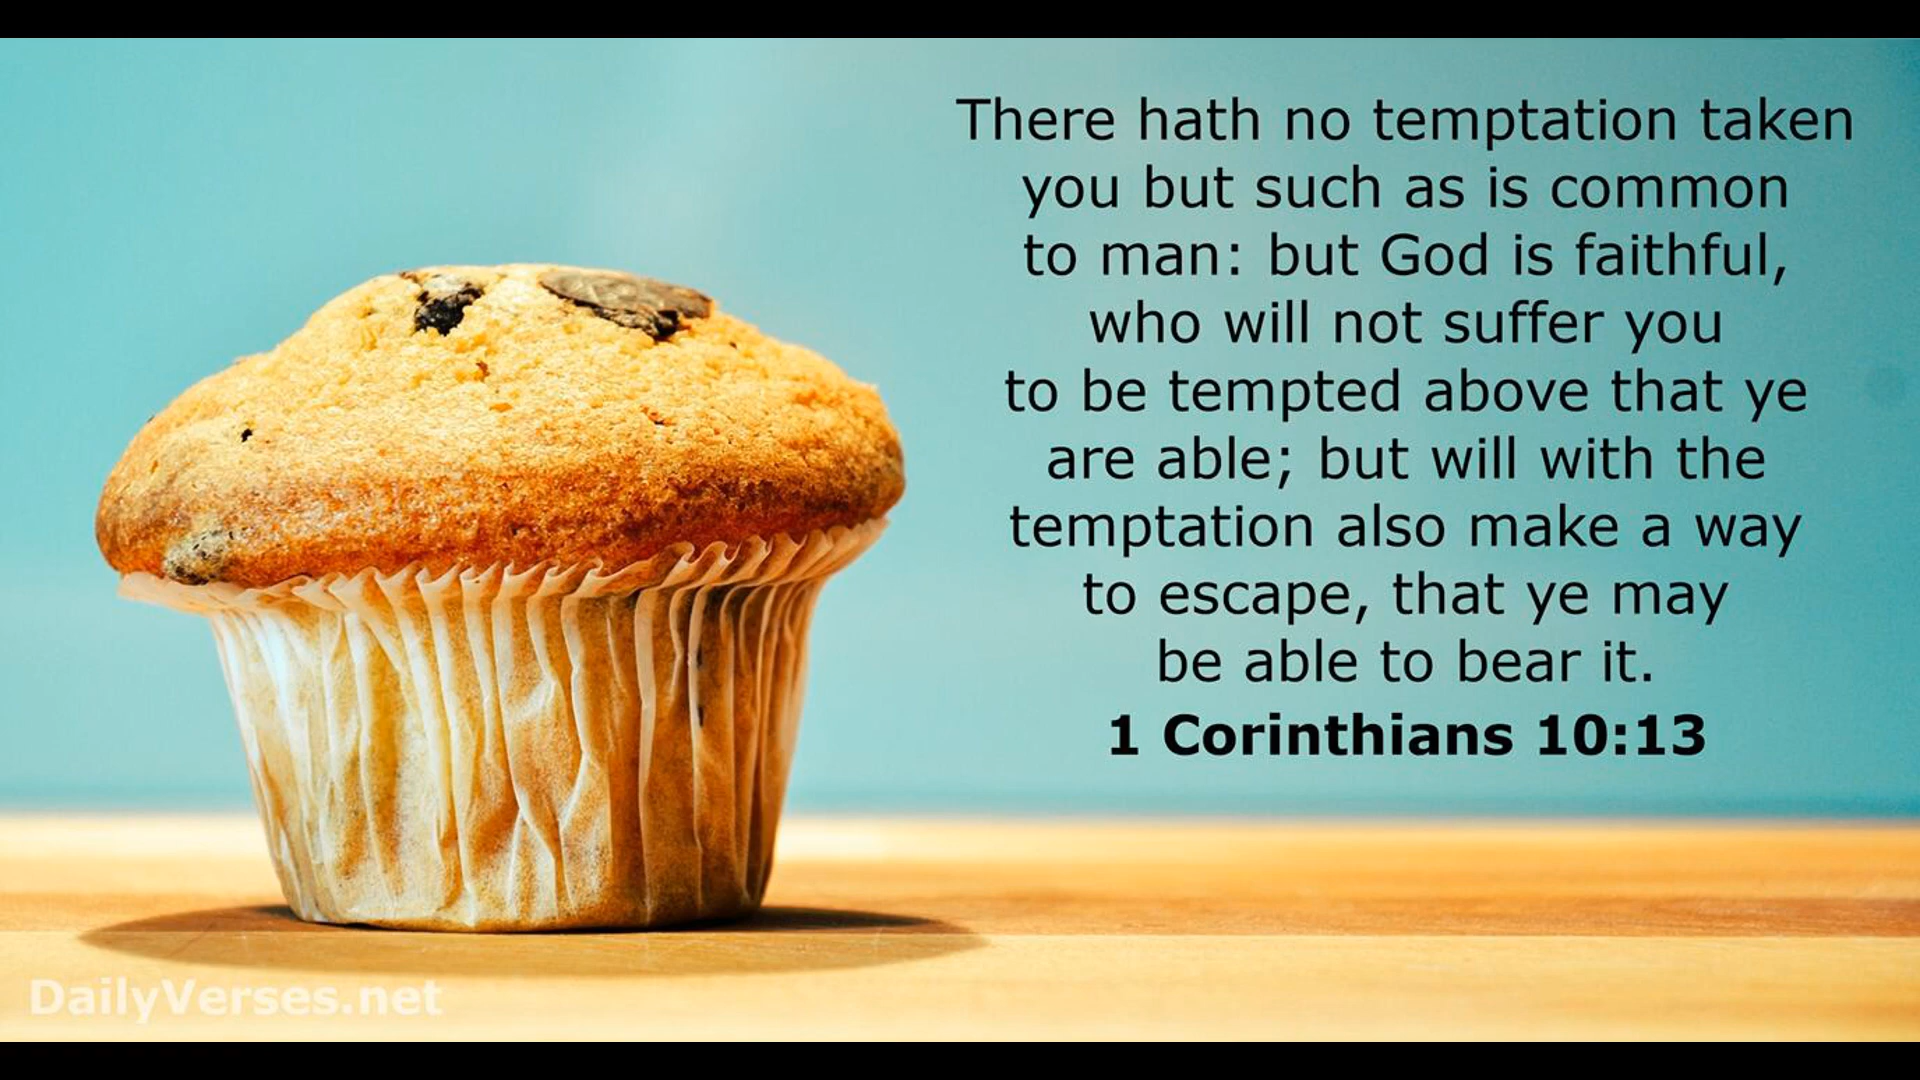 There hath no temptation taken
you but such as is common
to man: but God is faithful,
who will not suffer you
to be tempted above that ye
are able; but will with the
temptation also make a way
to escape, that ye may
be able to bear it.
1 Corinthians 10:13
DailyVerses.net